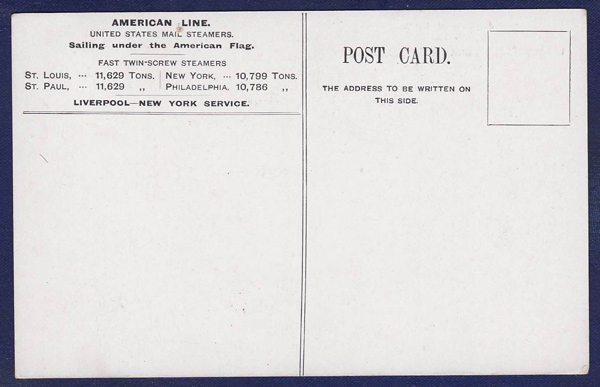 AMERICAN LINE.
UNITED STATES MAIL STEAMERS.
Sailing under the American Flag.
FAST TWIN-SCREW STEAMERS
ST. LOUIS, ... 11,629 TONS. NEW YORK, ... 10,799 TONS.
ST. PAUL, ... 11,629 „ PHILADELPHIA. 10,786 „
LIVERPOOL—NEW YORK SERVICE.
POST CARD.
THE ADDRESS TO BE WRITTEN ON
THIS SIDE.